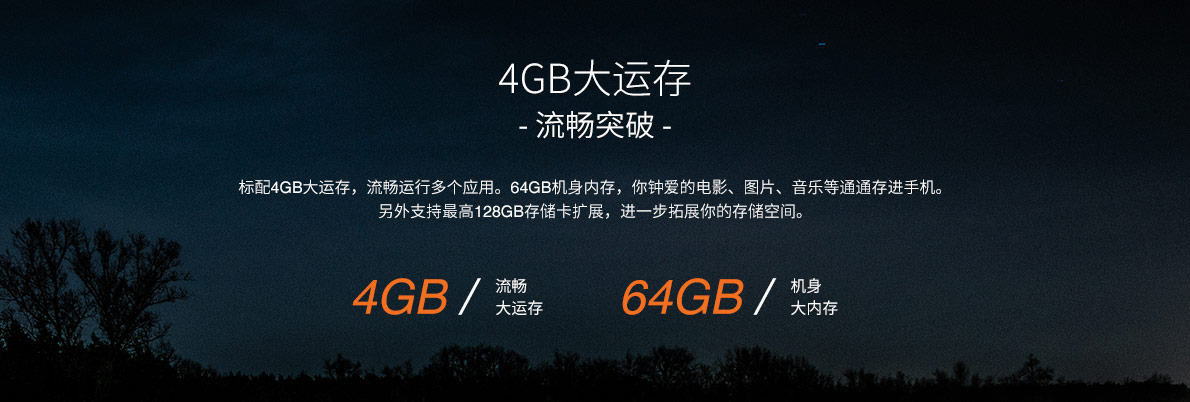 4GB大运存
- 流畅突破 -
标配4GB大运存，流畅运行多个应用。64GB机身内存，你钟爱的电影、图片、音乐等通通存进手机。
另外支持最高128GB存储卡扩展，进一步拓展你的存储空间。
4GB / 流畅
大运存
64GB / 机身
大内存